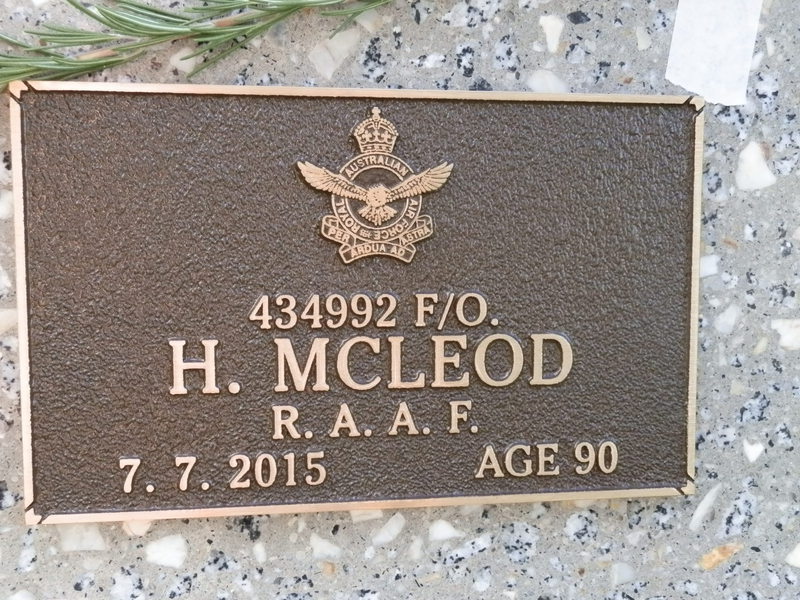 ROYAL AUSTRALIAN AIR FORCE
PER ARDUA AD ASTRA
434992 F/O.
H. MCLEOD
R. A. A. F.
7. 7. 2015 AGE 90